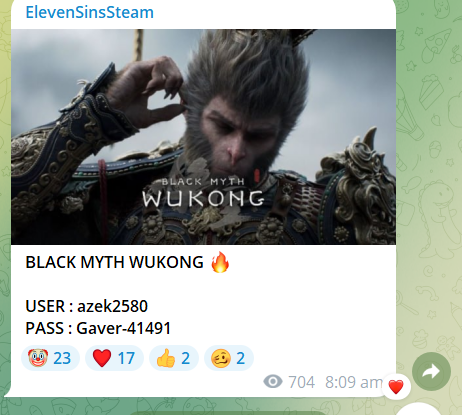 ElevenSinsSteam
BLACK MYTH
WUKONG
BLACK MYTH WUKONG 🔥
USER : azek2580
PASS : Gaver-41491
🤡 23 ❤️ 17 👍 2 🥴 2
704 8:09 am